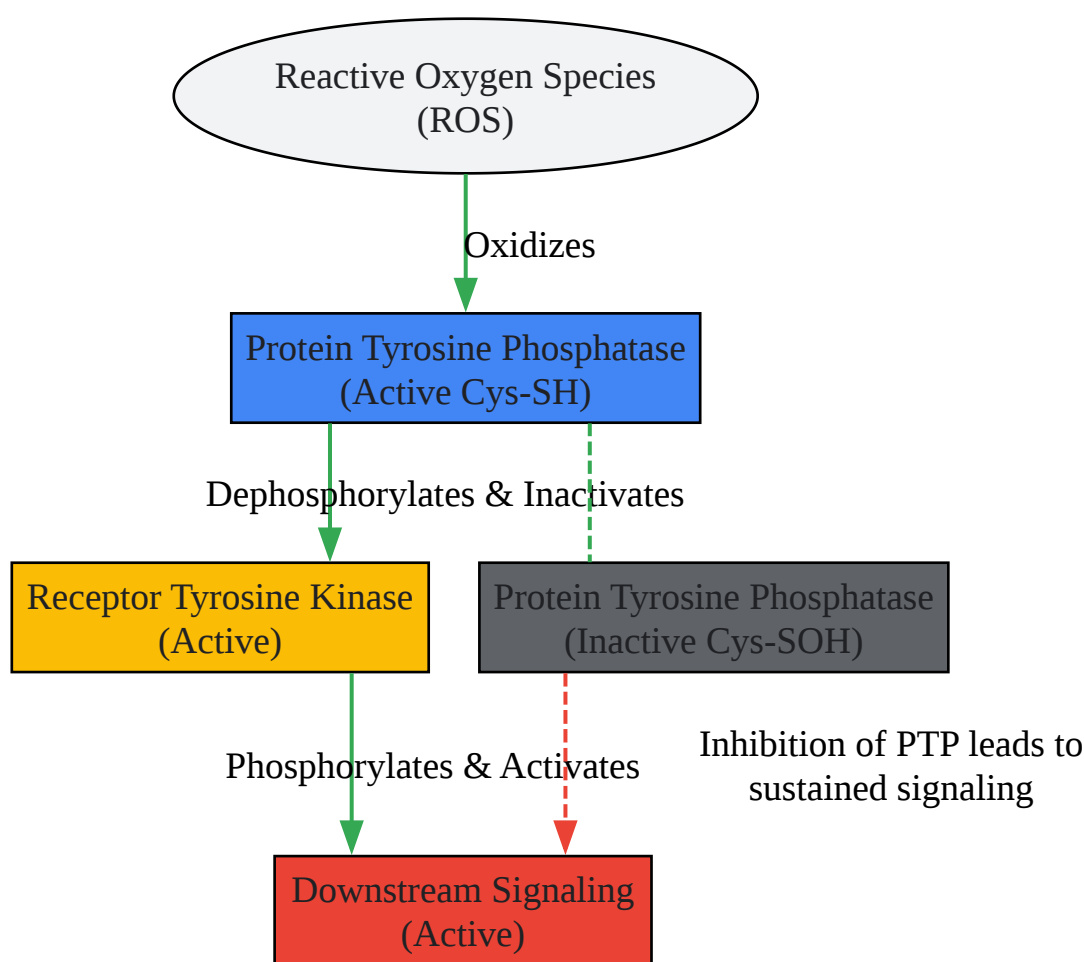 Reactive Oxygen Species
(ROS)
Oxidizes
Protein Tyrosine Phosphatase
(Active Cys-SH)
Dephosphorylates & Inactivates
Receptor Tyrosine Kinase
(Active)
Protein Tyrosine Phosphatase
(Inactive Cys-SOH)
Phosphorylates & Activates
Inhibition of PTP leads to
sustained signaling
Downstream Signaling
(Active)